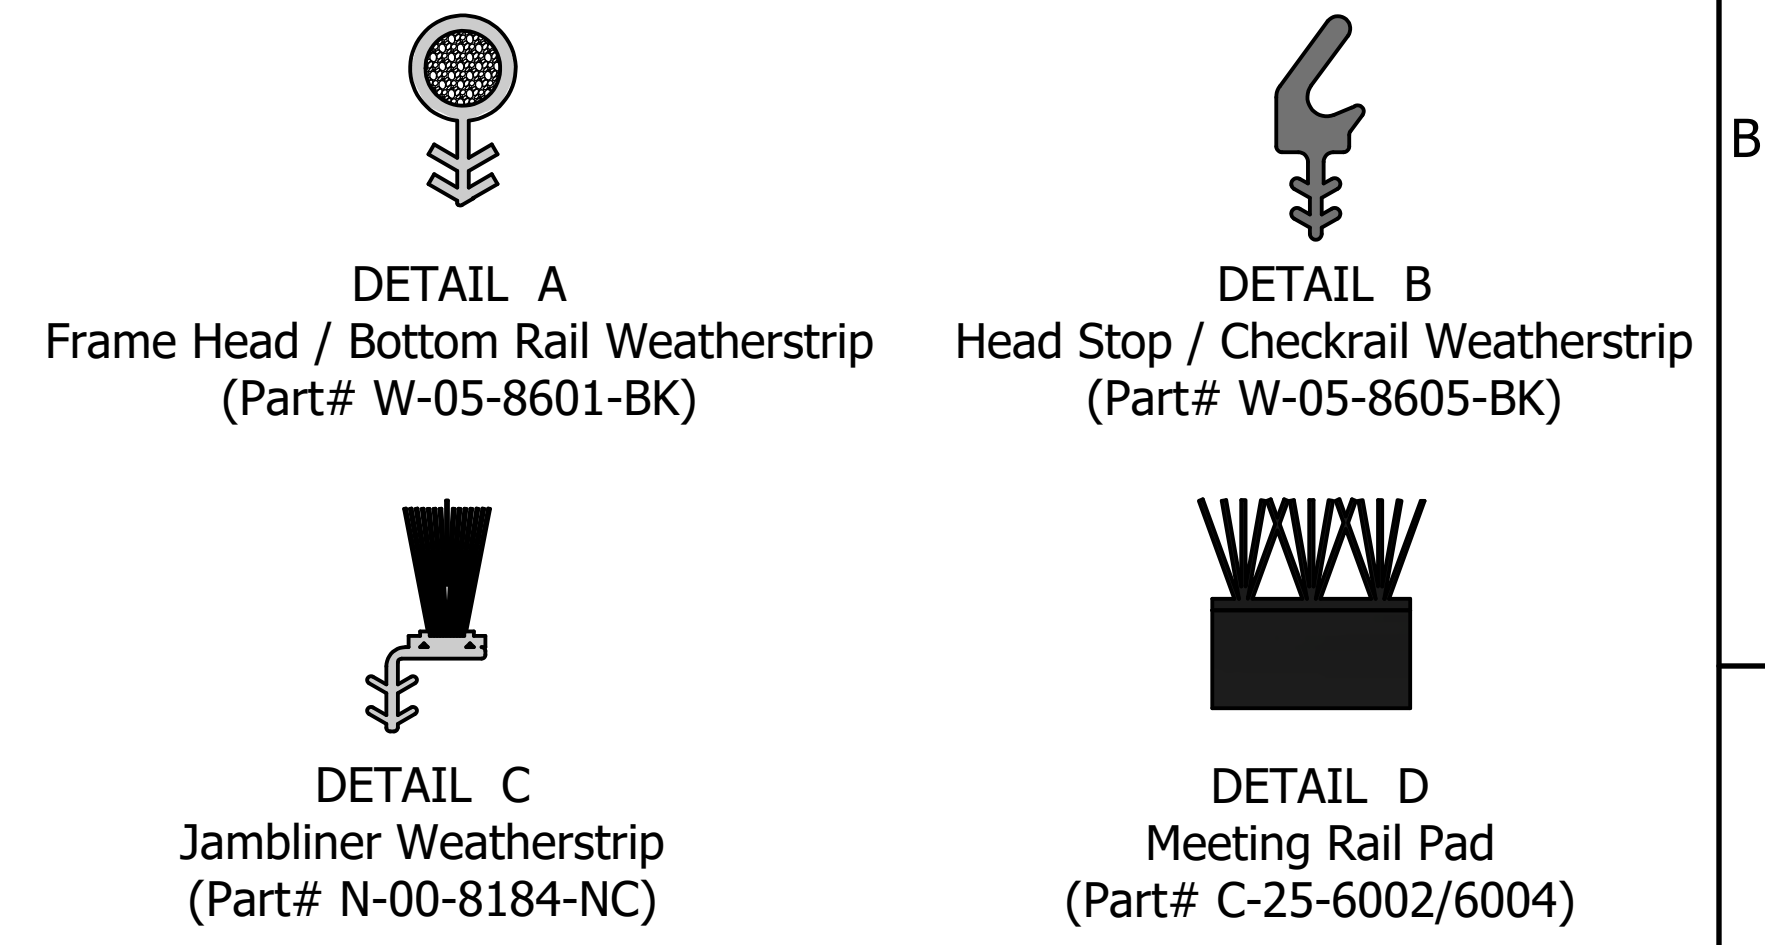 DETAIL A
Frame Head / Bottom Rail Weatherstrip
(Part# W-05-8601-BK)
DETAIL B
Head Stop / Checkrail Weatherstrip
(Part# W-05-8605-BK)
B
DETAIL C
Jambliner Weatherstrip
(Part# N-00-8184-NC)
DETAIL D
Meeting Rail Pad
(Part# C-25-6002/6004)